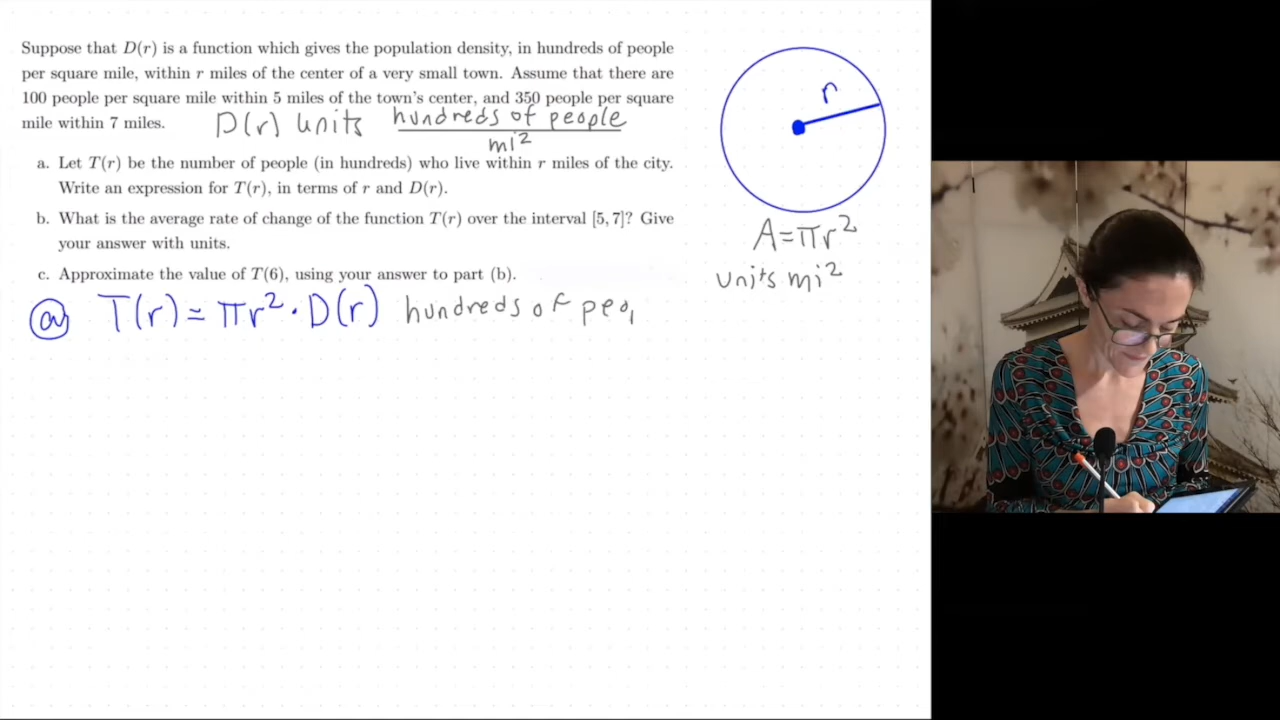 Suppose that D(r) is a function which gives the population density, in hundreds of people
per square mile, within r miles of the center of a very small town. Assume that there are
100 people per square mile within 5 miles of the town's center, and 350 people per square
mile within 7 miles.
D(r) units hundreds of people
mi²
a. Let T(r) be the number of people (in hundreds) who live within r miles of the city.
Write an expression for T(r), in terms of r and D(r).
b. What is the average rate of change of the function T(r) over the interval [5, 7]? Give
your answer with units.
c. Approximate the value of T(6), using your answer to part (b).
r
A=πr²
units mi²
a T(r) = πr² · D(r) hundreds of